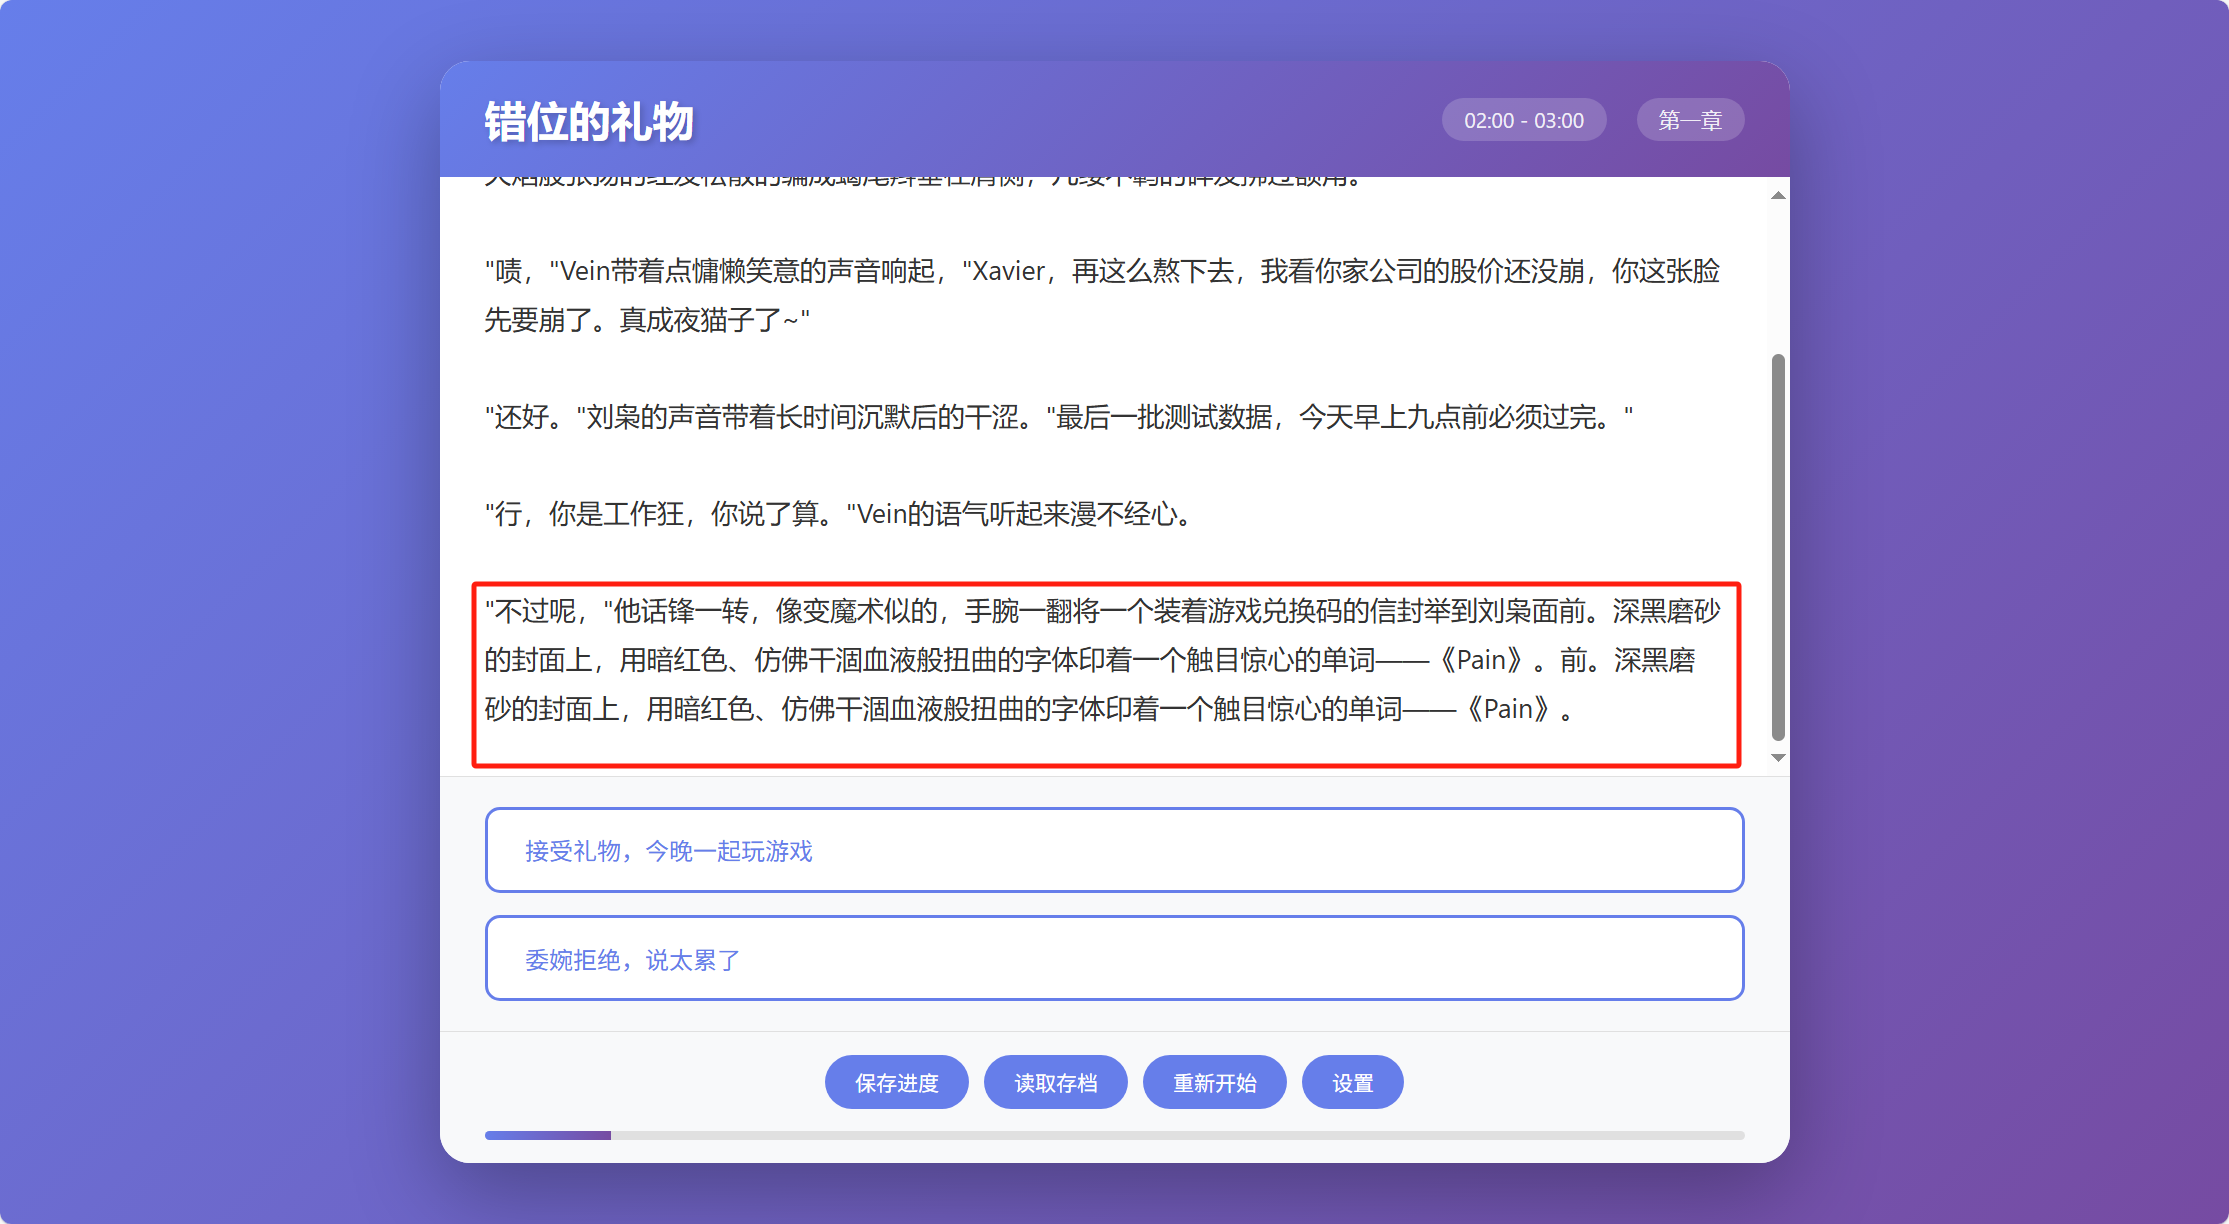 错位的礼物
02:00 - 03:00
第一章
"啧，"Vein带着点慵懒笑意的声音响起，"Xavier，再这么熬下去，我看你家公司的股价还没崩，你这张脸
先要崩了。真成夜猫子了~"
"还好。"刘枭的声音带着长时间沉默后的干涩。"最后一批测试数据，今天早上九点前必须过完。"
"行，你是工作狂，你说了算。"Vein的语气听起来漫不经心。
"不过呢，"他话锋一转，像变魔术似的，手腕一翻将一个装着游戏兑换码的信封举到刘枭面前。深黑磨砂
的封面上，用暗红色、仿佛干涸血液般扭曲的字体印着一个触目惊心的单词——《Pain》。前。深黑磨
砂的封面上，用暗红色、仿佛干涸血液般扭曲的字体印着一个触目惊心的单词——《Pain》。
接受礼物，今晚一起玩游戏
委婉拒绝，说太累了
保存进度
读取存档
重新开始
设置